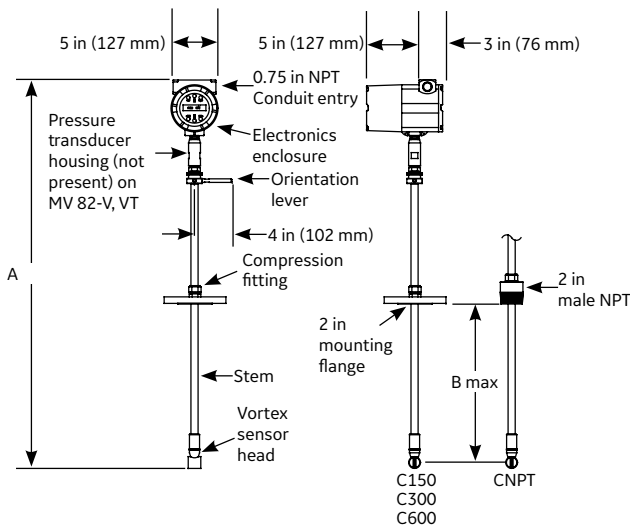 5 in (127 mm)
5 in (127 mm)
3 in (76 mm)
0.75 in NPT
Conduit entry
Pressure
transducer
housing (not
present) on
MV 82-V, VT
Electronics
enclosure
Orientation
lever
4 in (102 mm)
A
Compression
fitting
2 in
male NPT
2 in
mounting
flange
B max
Stem
Vortex
sensor
head
C150
C300
C600
CNPT